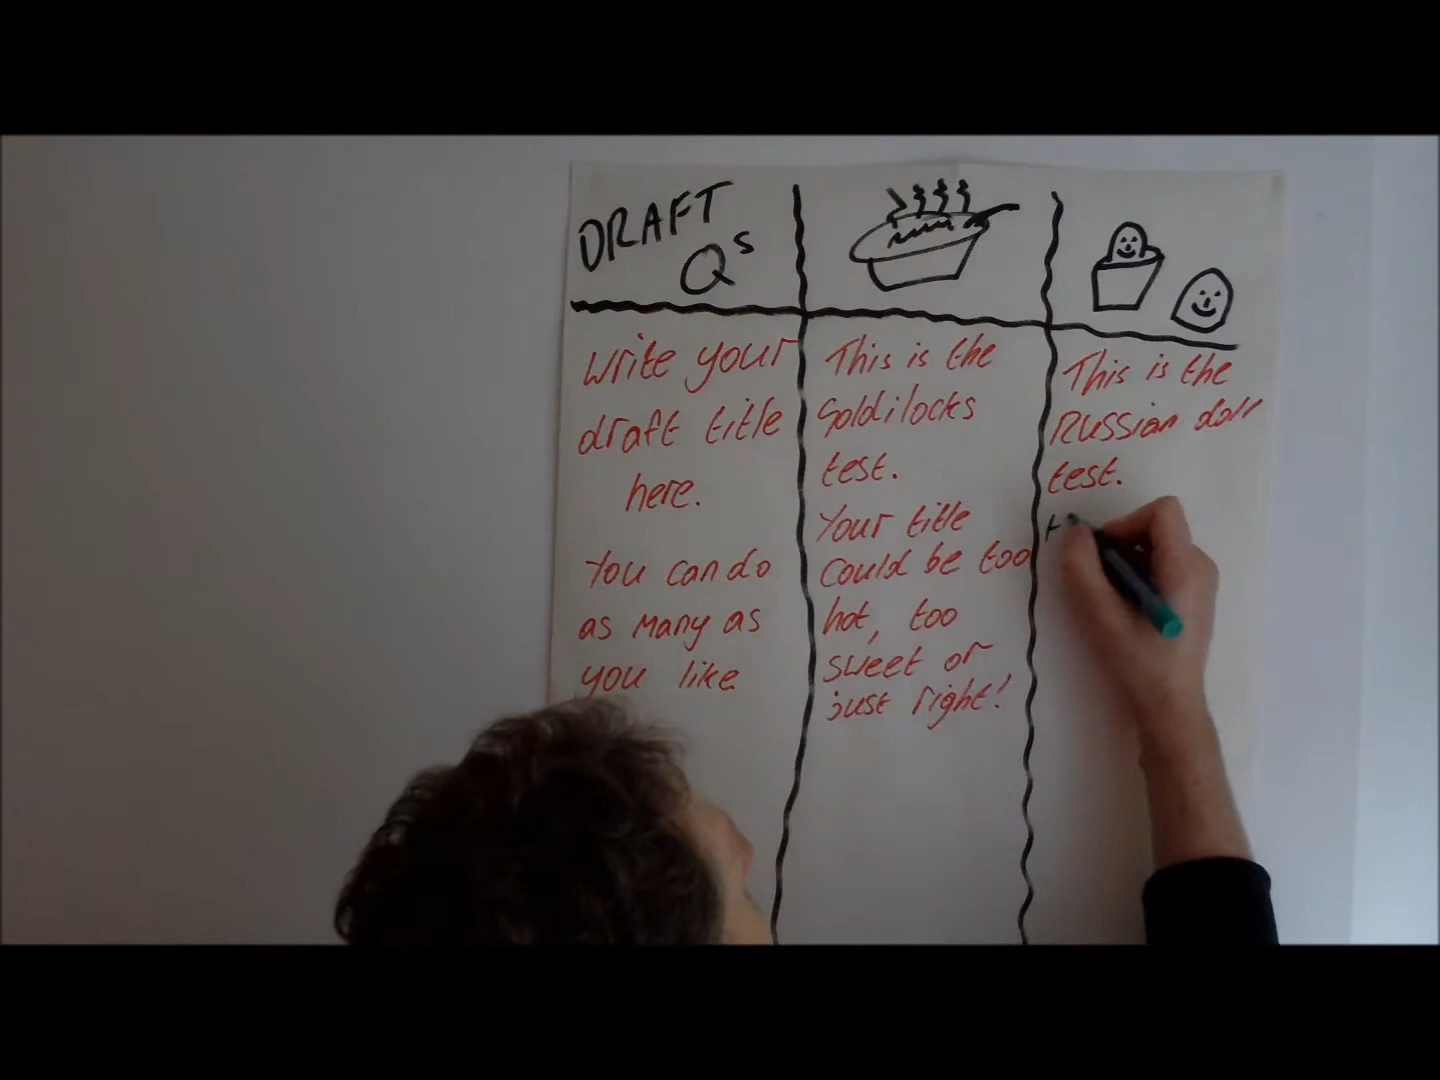 DRAFT
Qs
Write your
draft title
here.
You can do
as many as
you like.
This is the
Goldilocks
test.
Your title
could be too
hot, too
sweet or
just right!
This is the
Russian doll
test.